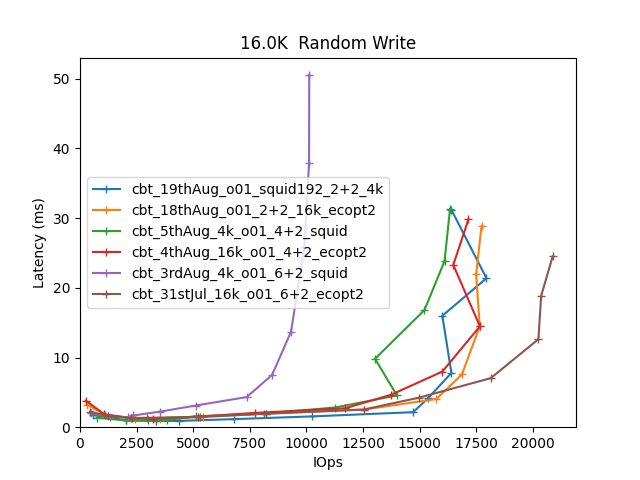 16.0K  Random Write
50
40
30
20
10
0
Latency (ms)
cbt_19thAug_o01_squid192_2+2_4k
cbt_18thAug_o01_2+2_16k_ecopt2
cbt_5thAug_4k_o01_4+2_squid
cbt_4thAug_16k_o01_4+2_ecopt2
cbt_3rdAug_4k_o01_6+2_squid
cbt_31stJul_16k_o01_6+2_ecopt2
0 2500 5000 7500 10000 12500 15000 17500 20000
IOps